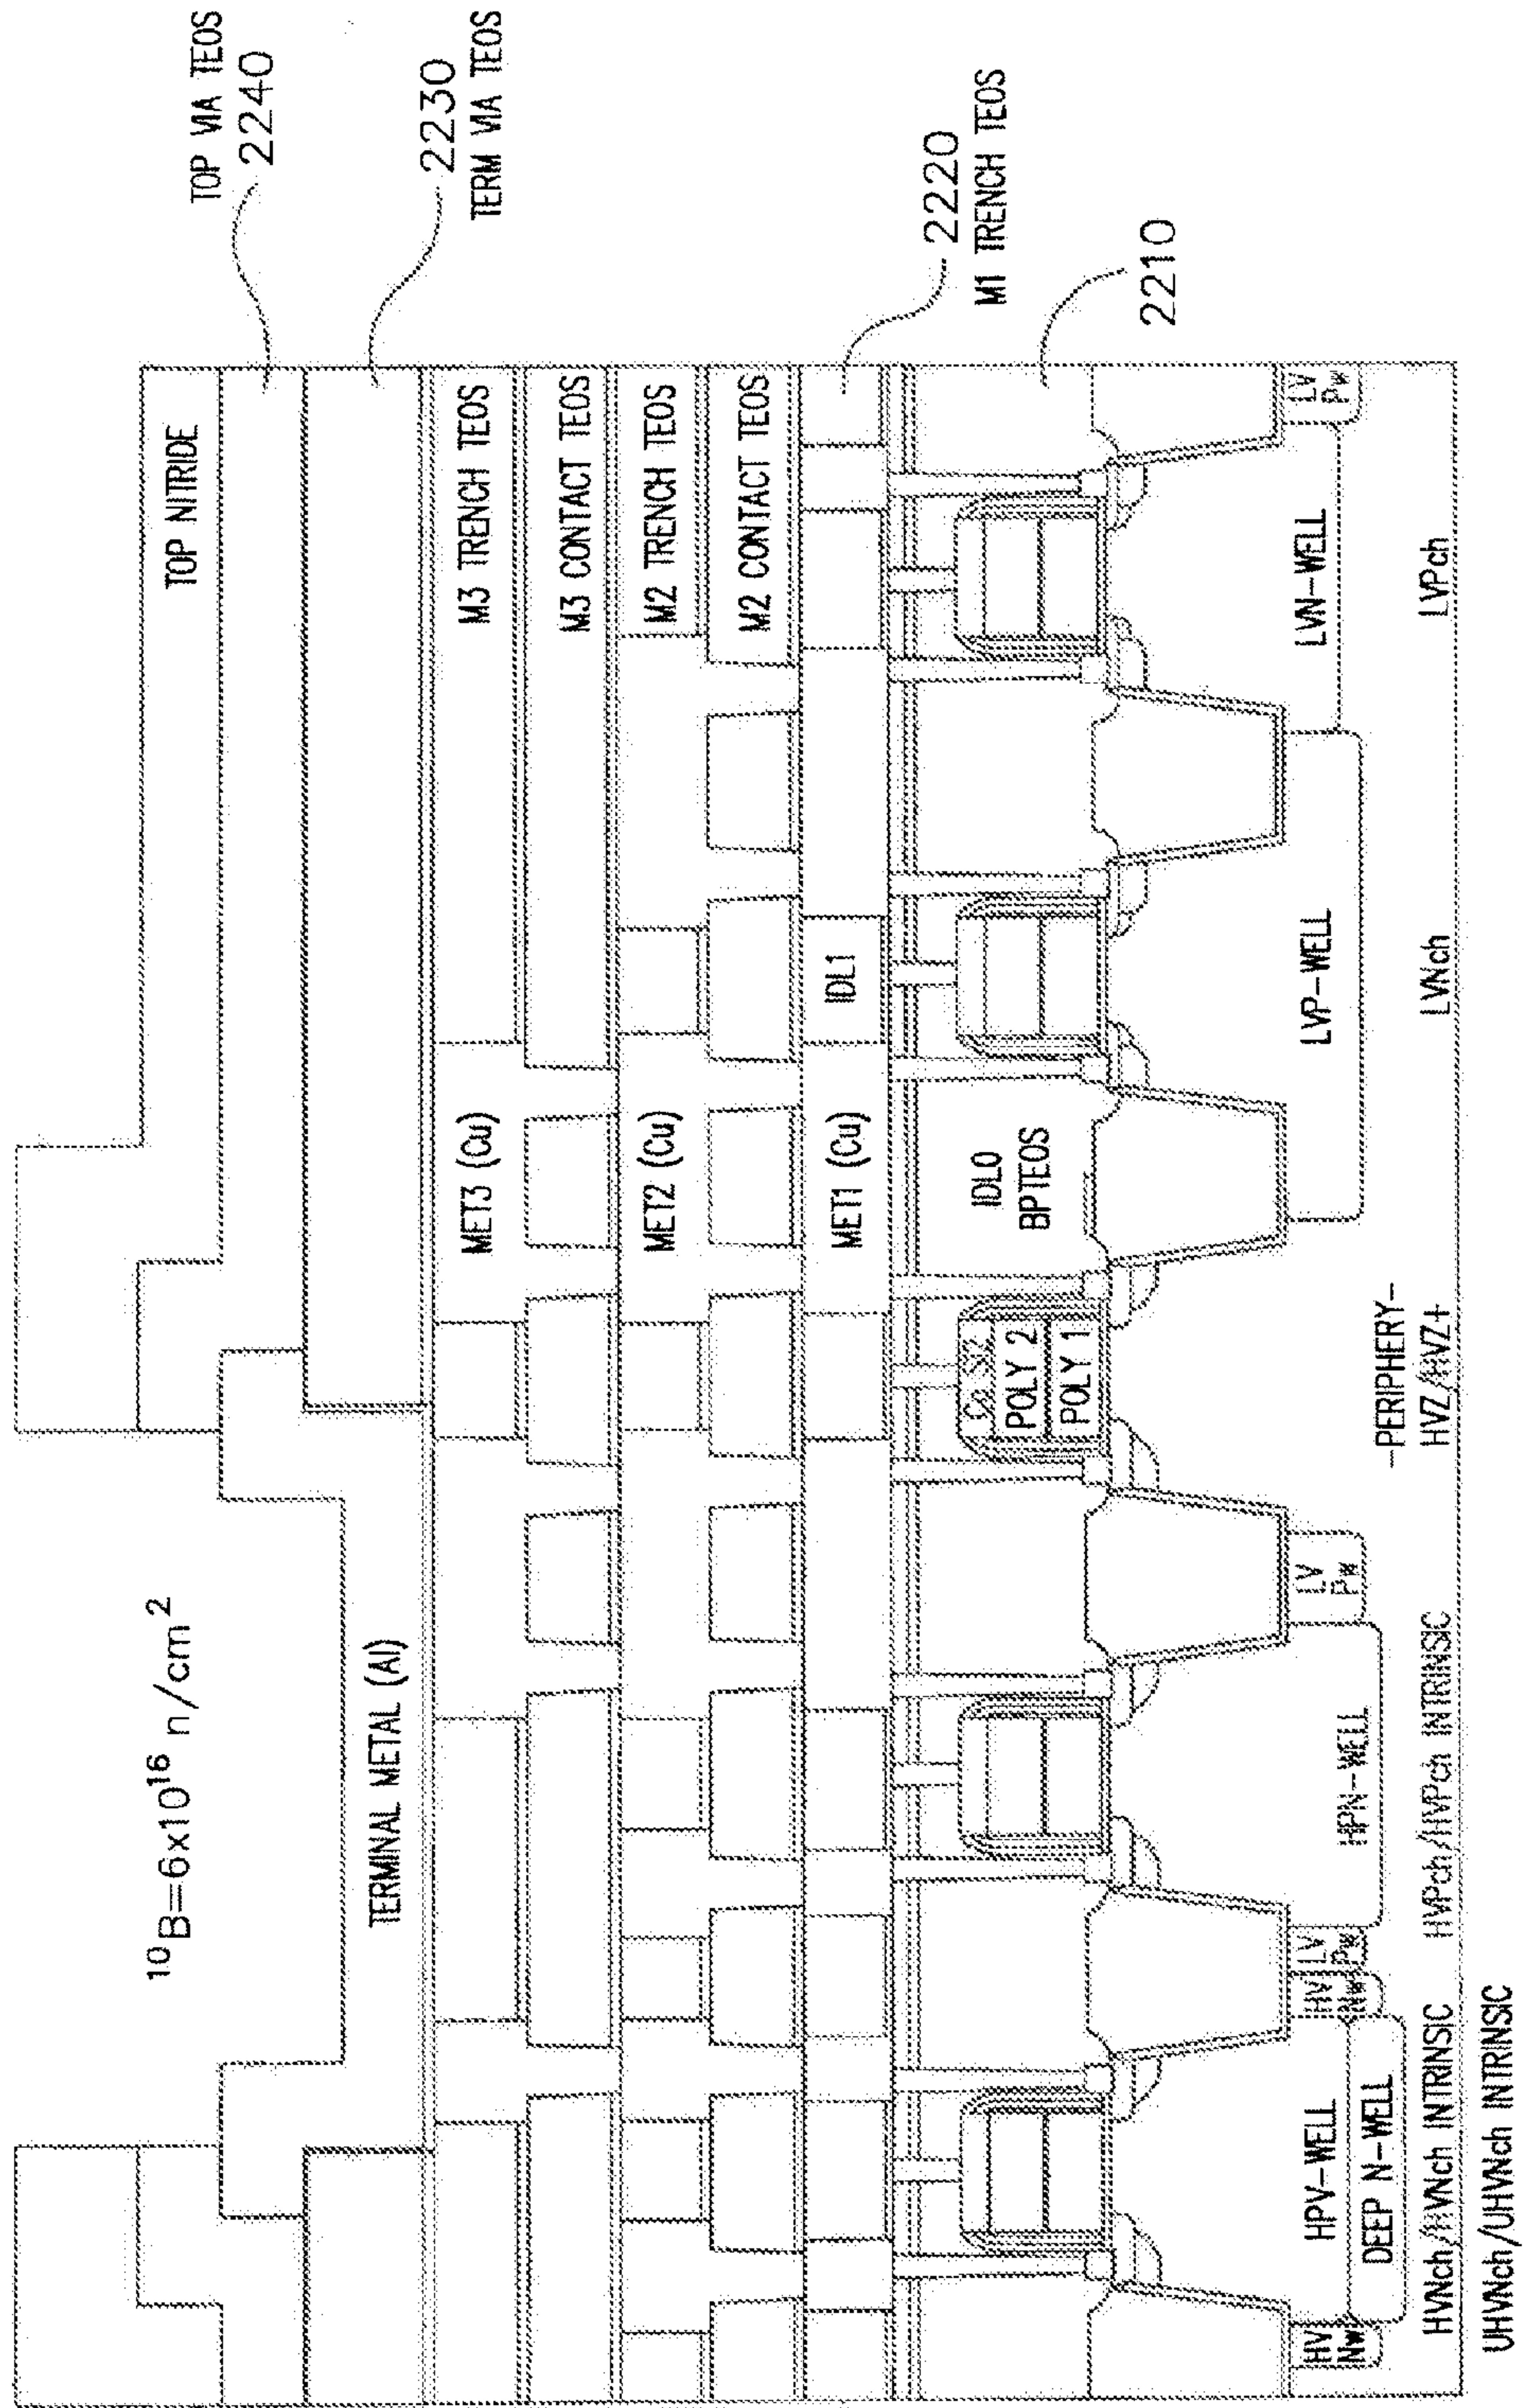 TOP VIA TEOS
2240
2230
TERM VIA TEOS
2220
M1 TRENCH TEOS
2210
TOP NITRIDE
M3 TRENCH TEOS
M3 CONTACT TEOS
M2 TRENCH TEOS
M2 CONTACT TEOS
10B=6x10^16 n/cm^2
TERMINAL METAL (Al)
MET3 (Cu)
MET2 (Cu)
MET1 (Cu)
IDL1
IDL0
BPTEOS
POLY 2
POLY 1
HV
Nw
HPV-WELL
DEEP N-WELL
HV
Nw
LV
Pw
HPN-WELL
LV
Pw
LVP-WELL
LVN-WELL
LV
Pw
-PERIPHERY-
HVNch/HVNch INTRINSIC
HVPch/HVPch INTRINSIC
HVZ/HVZ+
LVNch
LVPch
UHVNch/UHVNch INTRINSIC